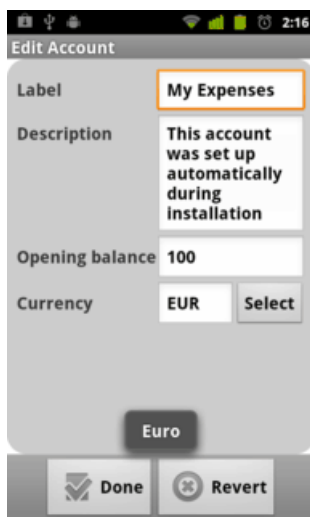 2:16
Edit Account
Label
My Expenses
Description
This account
was set up
automatically
during
installation
Opening balance
100
Currency
EUR
Select
Euro
Done
Revert